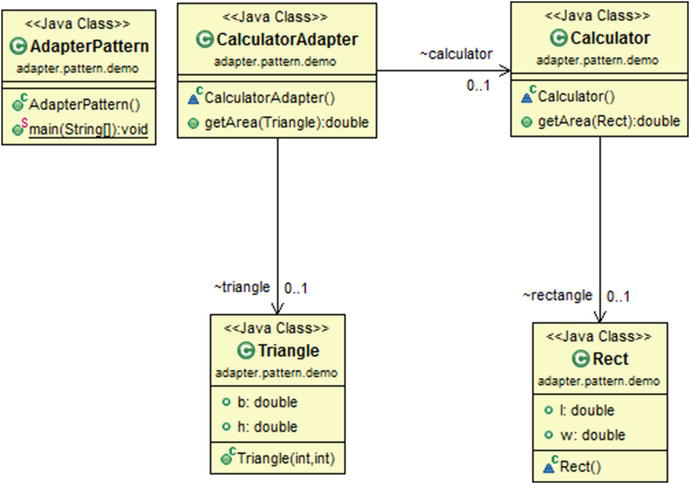 <<Java Class>>
AdapterPattern
adapter.pattern.demo
AdapterPattern()
main(String[]):void
<<Java Class>>
CalculatorAdapter
adapter.pattern.demo
CalculatorAdapter()
getArea(Triangle):double
~calculator
0..1
<<Java Class>>
Calculator
adapter.pattern.demo
Calculator()
getArea(Rect):double
~triangle
0..1
~rectangle
0..1
<<Java Class>>
Triangle
adapter.pattern.demo
b: double
h: double
Triangle(int,int)
<<Java Class>>
Rect
adapter.pattern.demo
l: double
w: double
Rect()